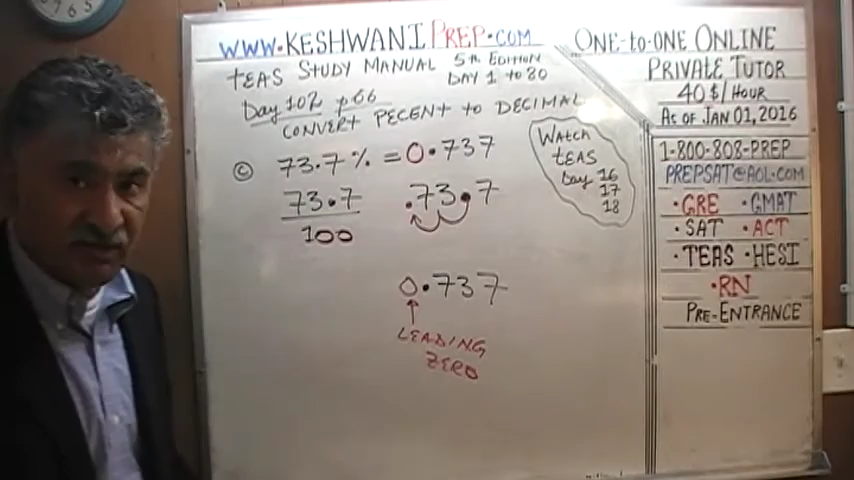 WWW.KESHWANIPREP.COM
TEAS STUDY MANUAL 5th EDITION
DAY 1 to 80
Day 102 p66
CONVERT PECENT to DECIMAL
© 73.7% = 0.737
73.7
100
.73.7
0.737
LEADING
ZERO
WATCH
tEAS
Day 16
17
18
ONE-to-ONE ONLINE
PRIVATE TUTOR
40$/HOUR
AS OF JAN 01,2016
1-800-808-PREP
PREPSAT@AOL.COM
•GRE •GMAT
•SAT •ACT
•TEAS •HESI
•RN
PRE-ENTRANCE